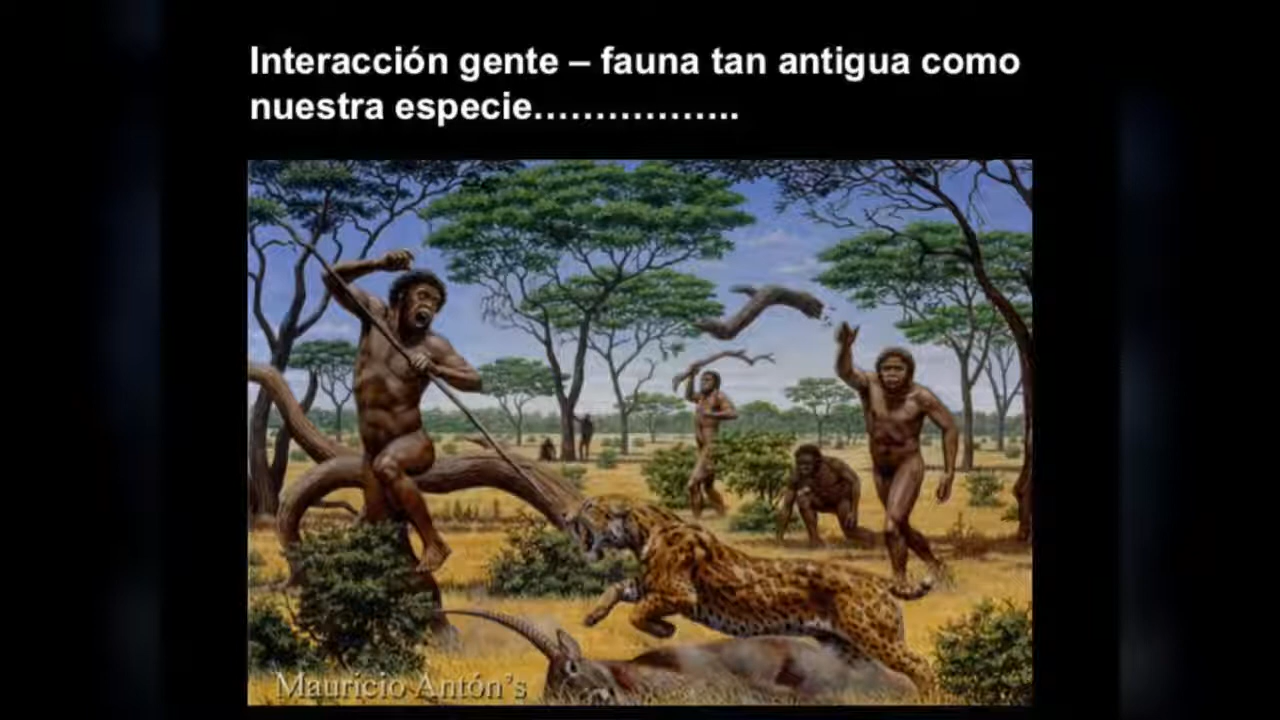 Interacción gente – fauna tan antigua como
nuestra especie……………..
Mauricio Antón's